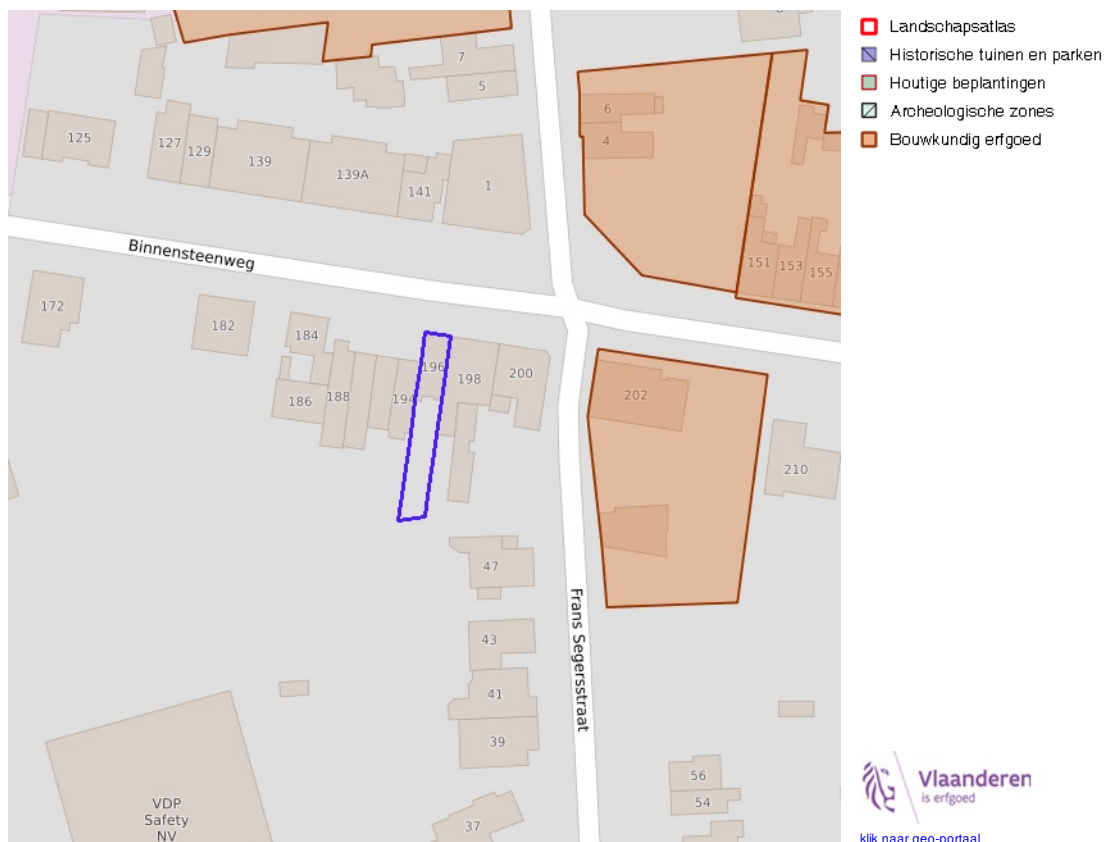 Landschapsatlas
Historische tuinen en parken
Houtige beplantingen
Archeologische zones
Bouwkundig erfgoed
7
5
6
4
125
127
129
139
139A
141
1
151
153
155
Binnensteenweg
172
182
184
186
188
194
196
198
200
202
210
47
43
41
39
37
Frans Segersstraat
56
54
VDP
Safety
NV
Vlaanderen
is erfgoed
klik naar geo-portaal